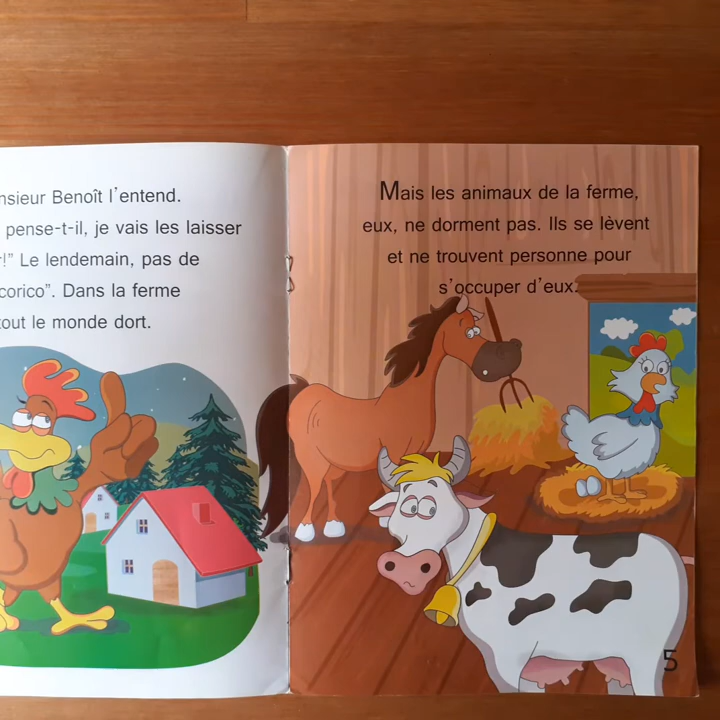 nsieur Benoît l'entend.
pense-t-il, je vais les laisser
!" Le lendemain, pas de
corico". Dans la ferme
tout le monde dort.
Mais les animaux de la ferme,
eux, ne dorment pas. Ils se lèvent
et ne trouvent personne pour
s'occuper d'eux.
5